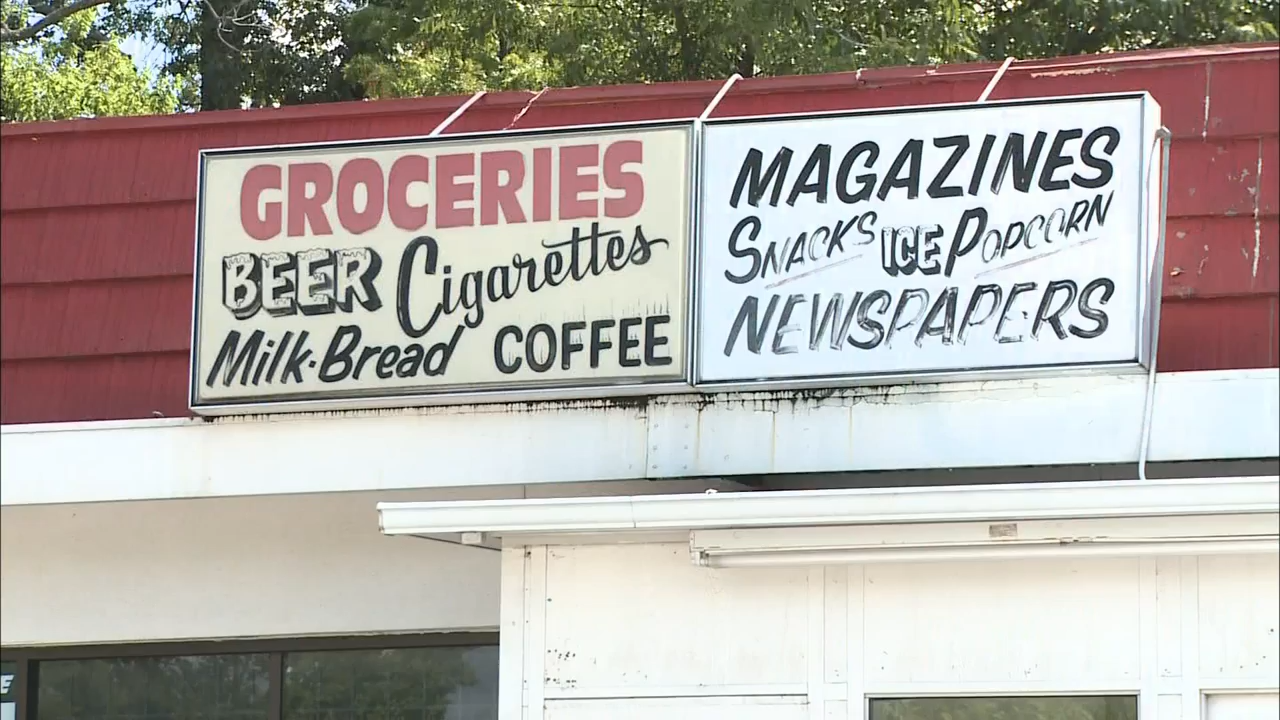 GROCERIES
BEER Cigarettes
Milk·Bread COFFEE
MAGAZINES
SNACKS ICE POPCORN
NEWSPAPERS